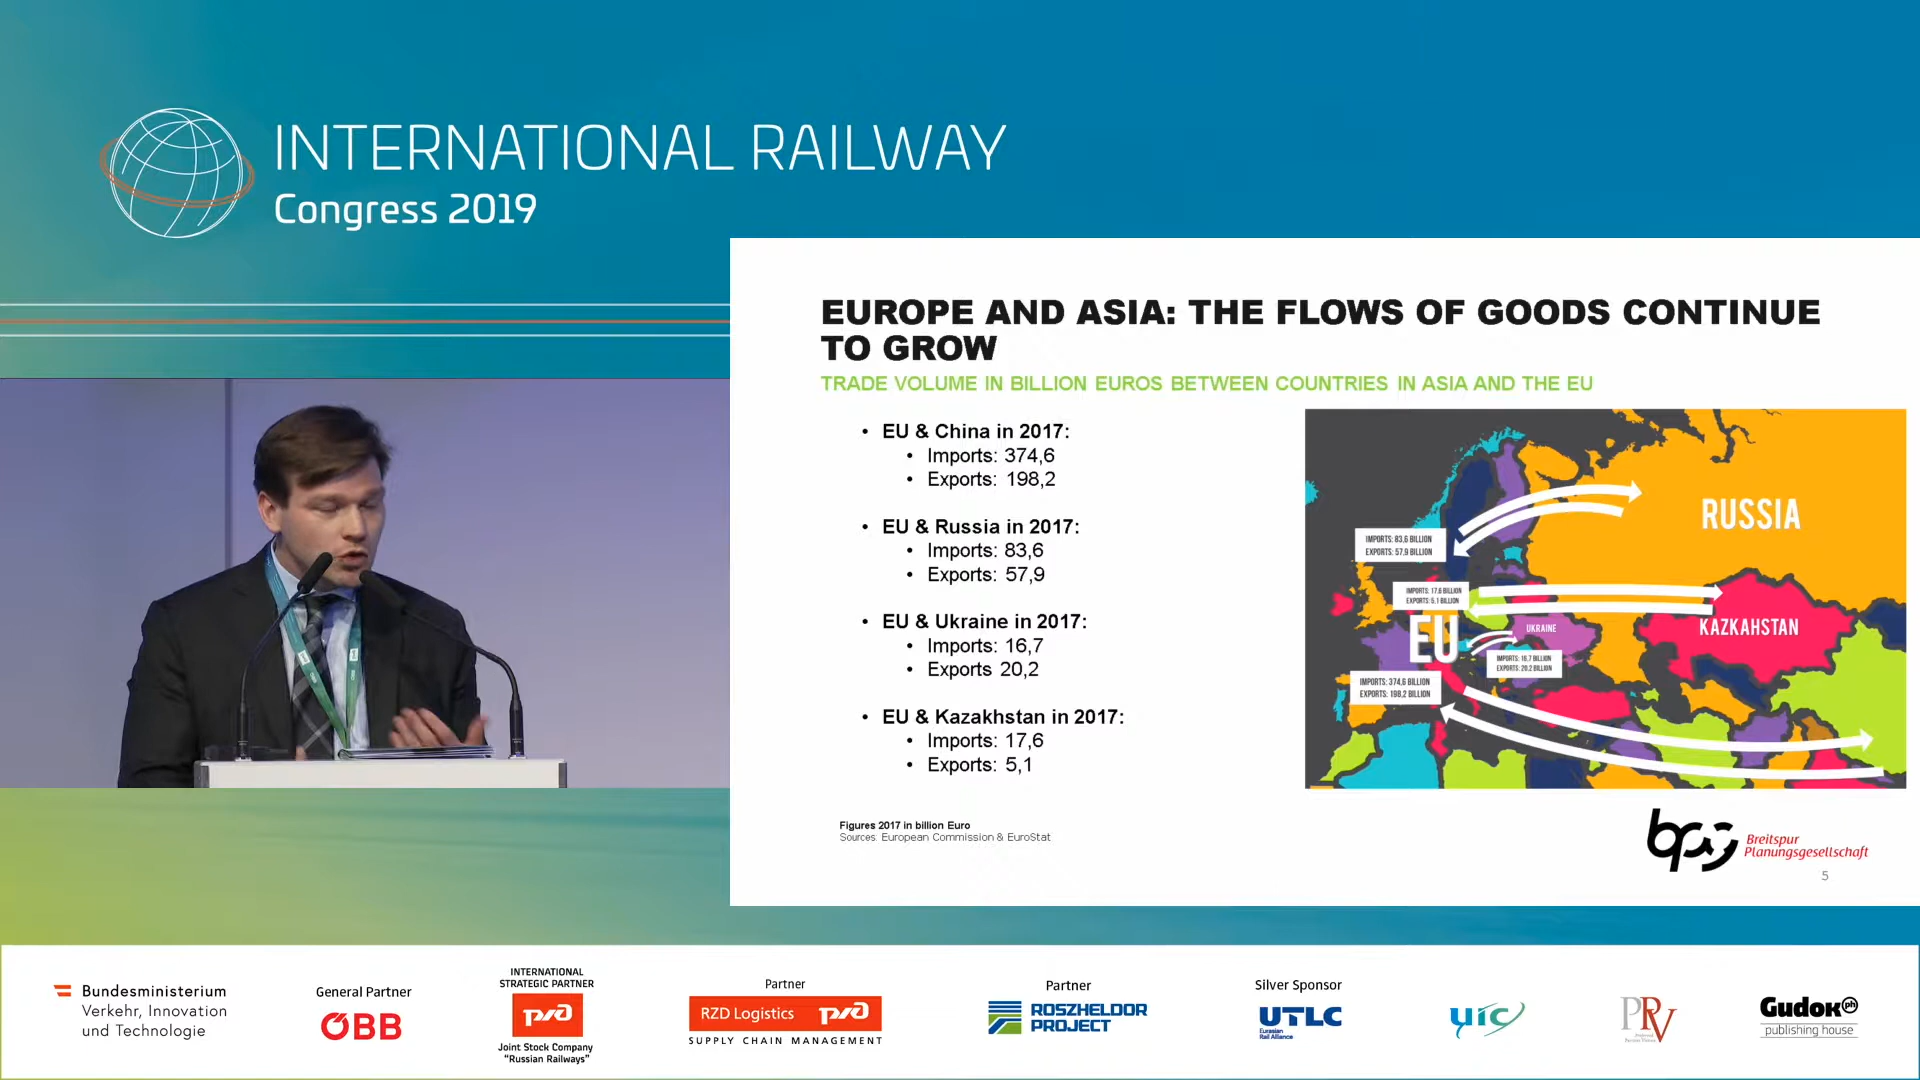 INTERNATIONAL RAILWAY
Congress 2019
EUROPE AND ASIA: THE FLOWS OF GOODS CONTINUE
TO GROW
TRADE VOLUME IN BILLION EUROS BETWEEN COUNTRIES IN ASIA AND THE EU
• EU & China in 2017:
• Imports: 374,6
• Exports: 198,2
• EU & Russia in 2017:
• Imports: 83,6
• Exports: 57,9
• EU & Ukraine in 2017:
• Imports: 16,7
• Exports 20,2
• EU & Kazakhstan in 2017:
• Imports: 17,6
• Exports: 5,1
Figures 2017 in billion Euro
Sources: European Commission & EuroStat
RUSSIA
IMPORTS: 83,6 BILLION
EXPORTS: 57,9 BILLION
IMPORTS: 17,6 BILLION
EXPORTS: 5,1 BILLION
KAZKAHSTAN
EU
UKRAINE
IMPORTS: 16,7 BILLION
EXPORTS: 20,2 BILLION
IMPORTS: 374,6 BILLION
EXPORTS: 198,2 BILLION
Breitspur
Planungsgesellschaft
5
Bundesministerium
Verkehr, Innovation
und Technologie
General Partner
ÖBB
INTERNATIONAL
STRATEGIC PARTNER
Joint Stock Company
"Russian Railways"
Partner
RZD Logistics
SUPPLY CHAIN MANAGEMENT
Partner
ROSZHELDOR
PROJECT
Silver Sponsor
UTLC
Eurasian
Rail Alliance
uic
PRV
Gudok ph
publishing house